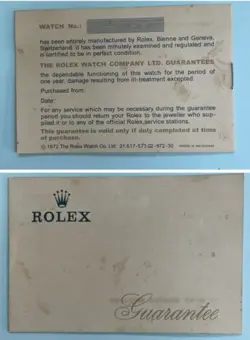 WATCH No.:
has been entirely manufactured by Rolex, Bienne and Geneva,
Switzerland. It has been minutely examined and regulated and
is certified to be in perfect condition.
THE ROLEX WATCH COMPANY LTD. GUARANTEES
the dependable functioning of this watch for the period of
one year, damage resulting from ill-treatment excepted.
Purchased from:
Date:
For any service which may be necessary during the guarantee
period you should return your Rolex to the jeweller who sup-
plied it or to any of the official Rolex service stations.
This guarantee is valid only if duly completed at time
of purchase.
© 1972 The Rolex Watch Co. Ltd.
ROLEX
Guarantee